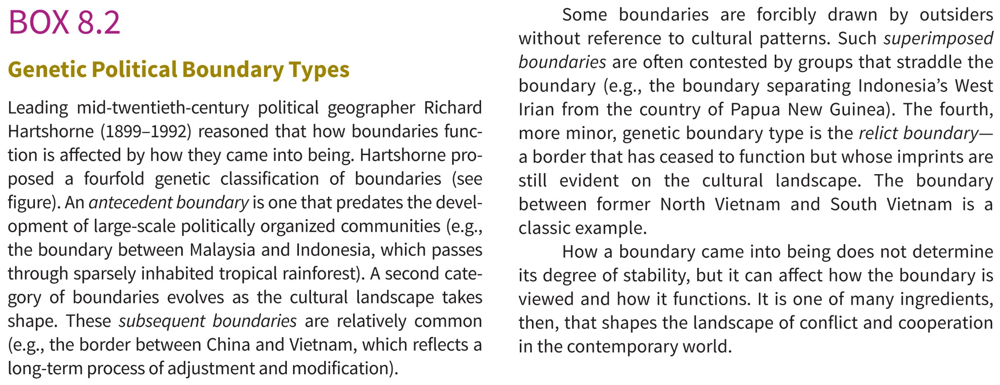 BOX 8.2
Genetic Political Boundary Types
Leading mid-twentieth-century political geographer Richard
Hartshorne (1899–1992) reasoned that how boundaries func-
tion is affected by how they came into being. Hartshorne pro-
posed a fourfold genetic classification of boundaries (see
figure). An antecedent boundary is one that predates the devel-
opment of large-scale politically organized communities (e.g.,
the boundary between Malaysia and Indonesia, which passes
through sparsely inhabited tropical rainforest). A second cate-
gory of boundaries evolves as the cultural landscape takes
shape. These subsequent boundaries are relatively common
(e.g., the border between China and Vietnam, which reflects a
long-term process of adjustment and modification).
Some boundaries are forcibly drawn by outsiders
without reference to cultural patterns. Such superimposed
boundaries are often contested by groups that straddle the
boundary (e.g., the boundary separating Indonesia’s West
Irian from the country of Papua New Guinea). The fourth,
more minor, genetic boundary type is the relict boundary—
a border that has ceased to function but whose imprints are
still evident on the cultural landscape. The boundary
between former North Vietnam and South Vietnam is a
classic example.
How a boundary came into being does not determine
its degree of stability, but it can affect how the boundary is
viewed and how it functions. It is one of many ingredients,
then, that shapes the landscape of conflict and cooperation
in the contemporary world.